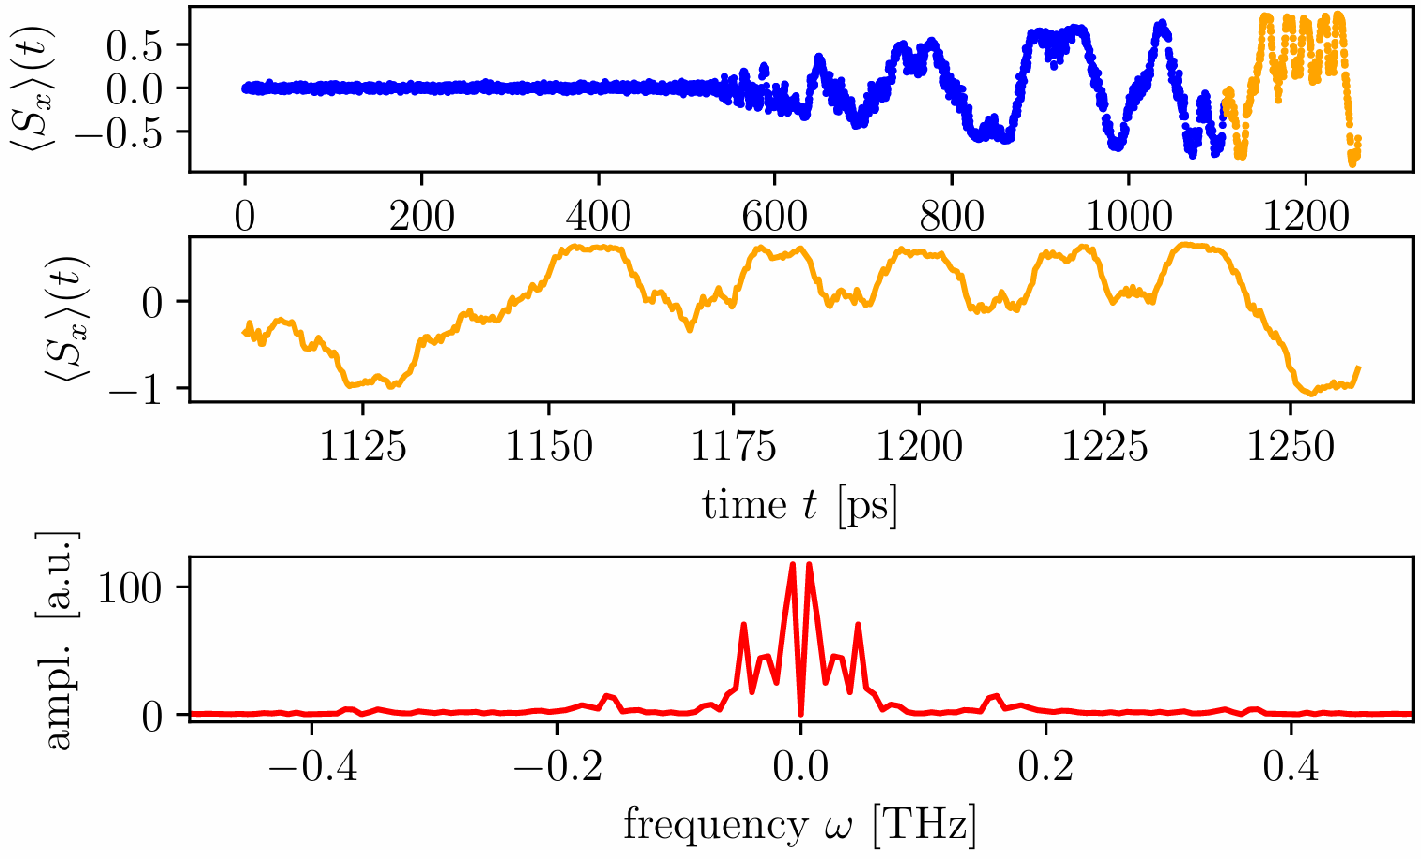 ⟨Sₓ⟩(t)
0.5
0.0
−0.5
0 200 400 600 800 1000 1200
⟨Sₓ⟩(t)
0
−1
1125 1150 1175 1200 1225 1250
time t [ps]
ampl. [a.u.]
100
0
−0.4 −0.2 0.0 0.2 0.4
frequency ω [THz]